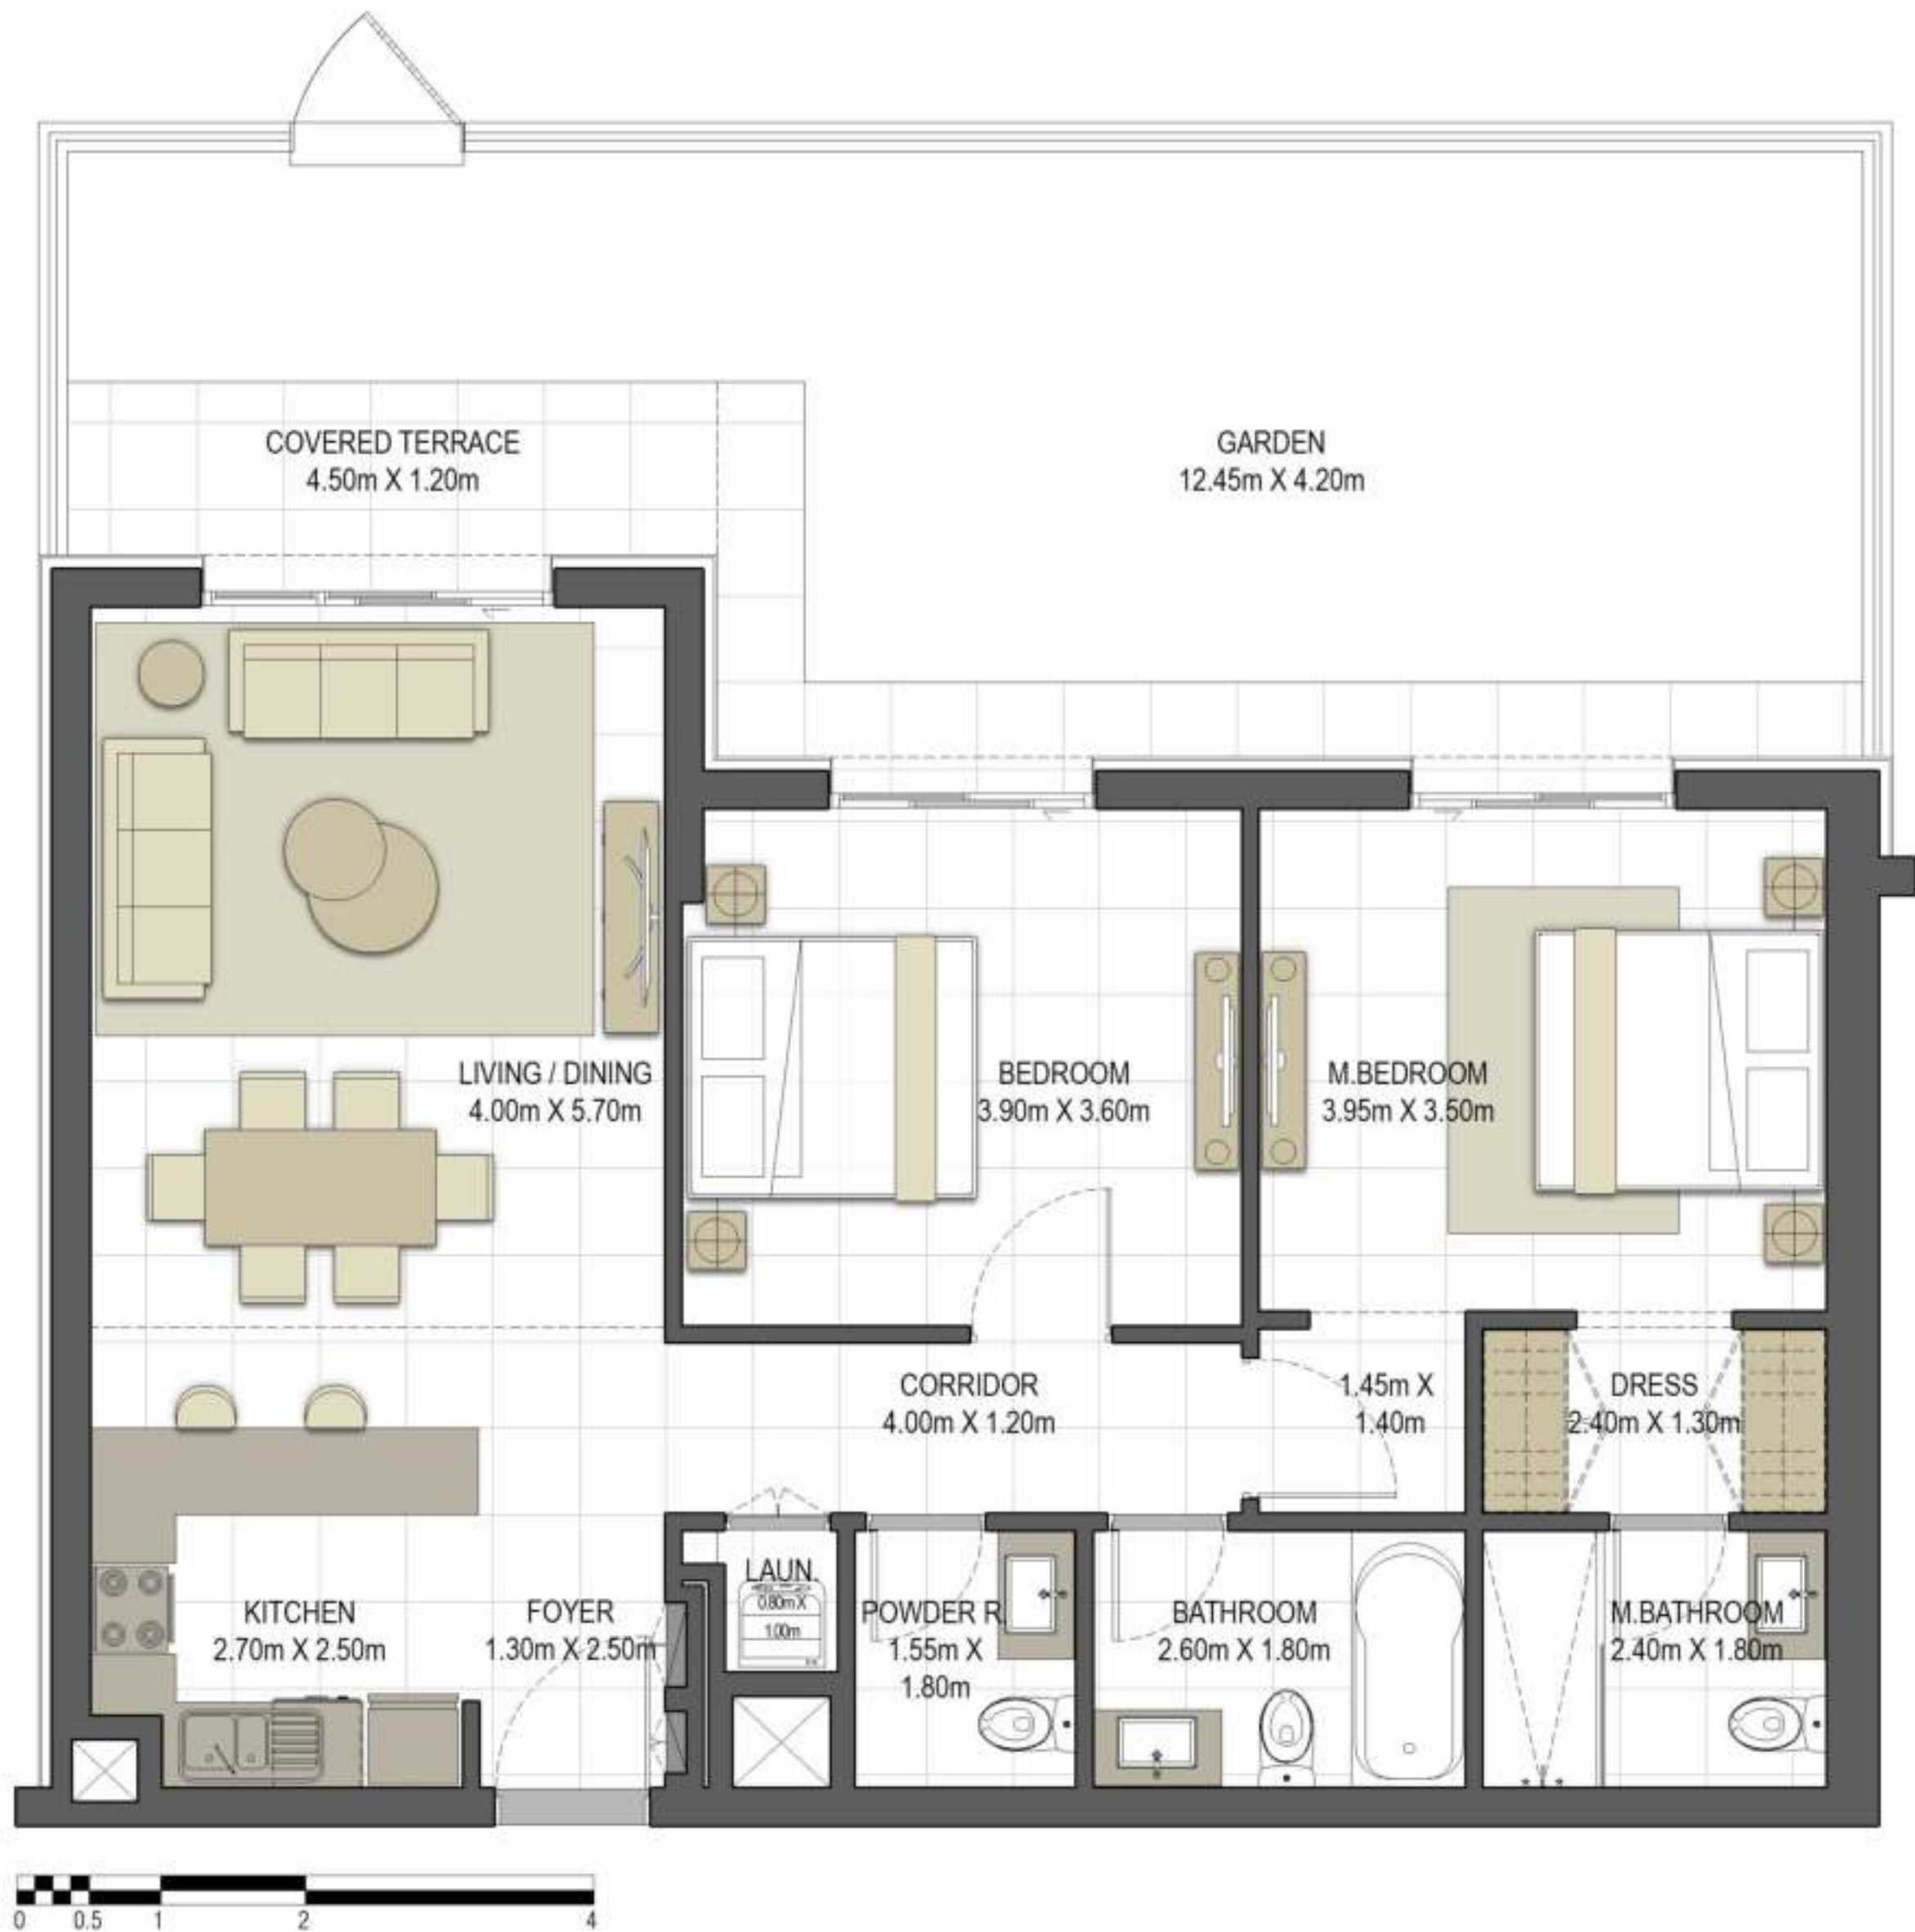 COVERED TERRACE
4.50m X 1.20m
GARDEN
12.45m X 4.20m
LIVING / DINING
4.00m X 5.70m
BEDROOM
3.90m X 3.60m
M.BEDROOM
3.95m X 3.50m
CORRIDOR
4.00m X 1.20m
1.45m X
1.40m
DRESS
2.40m X 1.30m
KITCHEN
2.70m X 2.50m
FOYER
1.30m X 2.50m
LAUN.
0.80m X
1.00m
POWDER R.
1.55m X
1.80m
BATHROOM
2.60m X 1.80m
M.BATHROOM
2.40m X 1.80m
0 0.5 1 2 4